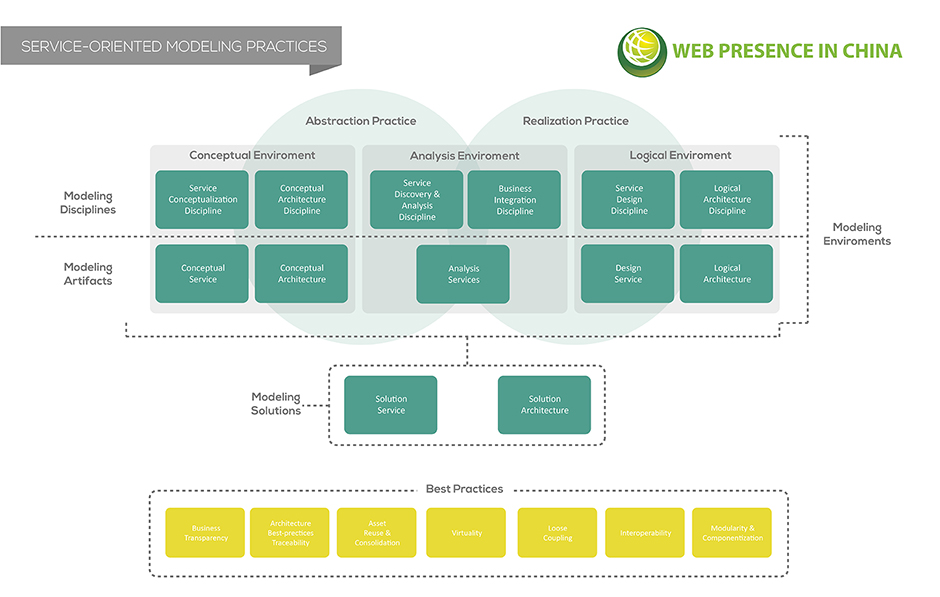 SERVICE-ORIENTED MODELING PRACTICES
WEB PRESENCE IN CHINA
Abstraction Practice
Realization Practice
Conceptual Enviroment
Analysis Enviroment
Logical Enviroment
Modeling
Disciplines
Service
Conceptualization
Discipline
Conceptual
Architecture
Discipline
Service
Discovery &
Analysis
Discipline
Business
Integration
Discipline
Service
Design
Discipline
Logical
Architecture
Discipline
Modeling
Enviroments
Modeling
Artifacts
Conceptual
Service
Conceptual
Architecture
Analysis
Services
Design
Service
Logical
Architecture
Modeling
Solutions
Solution
Service
Solution
Architecture
Best Practices
Business
Transparency
Architecture
Best-practices
Traceability
Asset
Reuse &
Consolidation
Virtuality
Loose
Coupling
Interoperability
Modularity &
Componentization